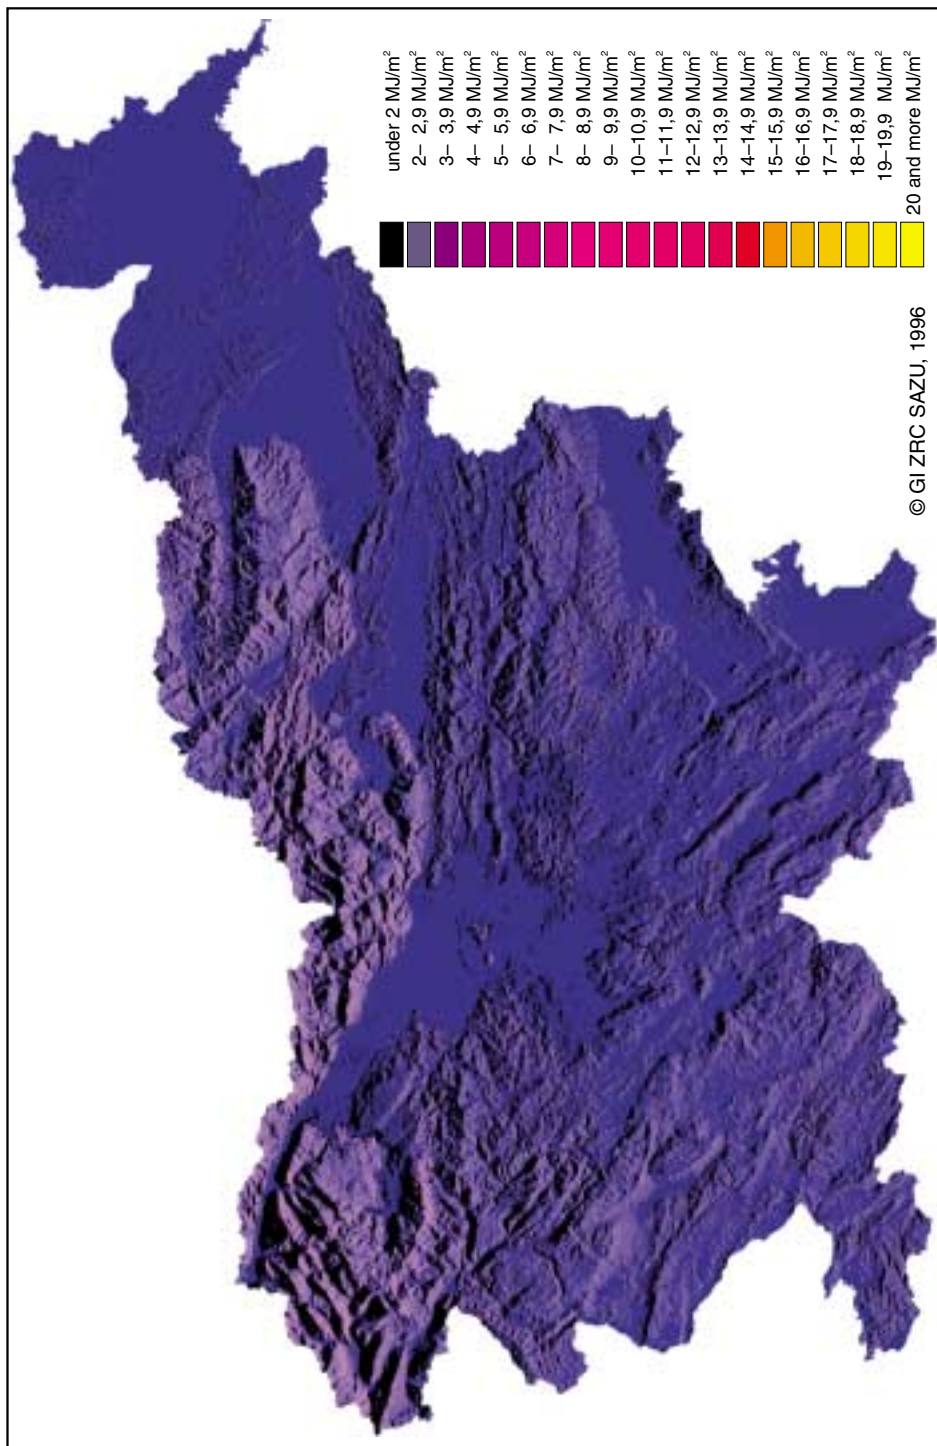 under 2 MJ/m²
2– 2,9 MJ/m²
3– 3,9 MJ/m²
4– 4,9 MJ/m²
5– 5,9 MJ/m²
6– 6,9 MJ/m²
7– 7,9 MJ/m²
8– 8,9 MJ/m²
9– 9,9 MJ/m²
10–10,9 MJ/m²
11–11,9 MJ/m²
12–12,9 MJ/m²
13–13,9 MJ/m²
14–14,9 MJ/m²
15–15,9 MJ/m²
16–16,9 MJ/m²
17–17,9 MJ/m²
18–18,9 MJ/m²
19–19,9 MJ/m²
20 and more MJ/m²
© GI ZRC SAZU, 1996